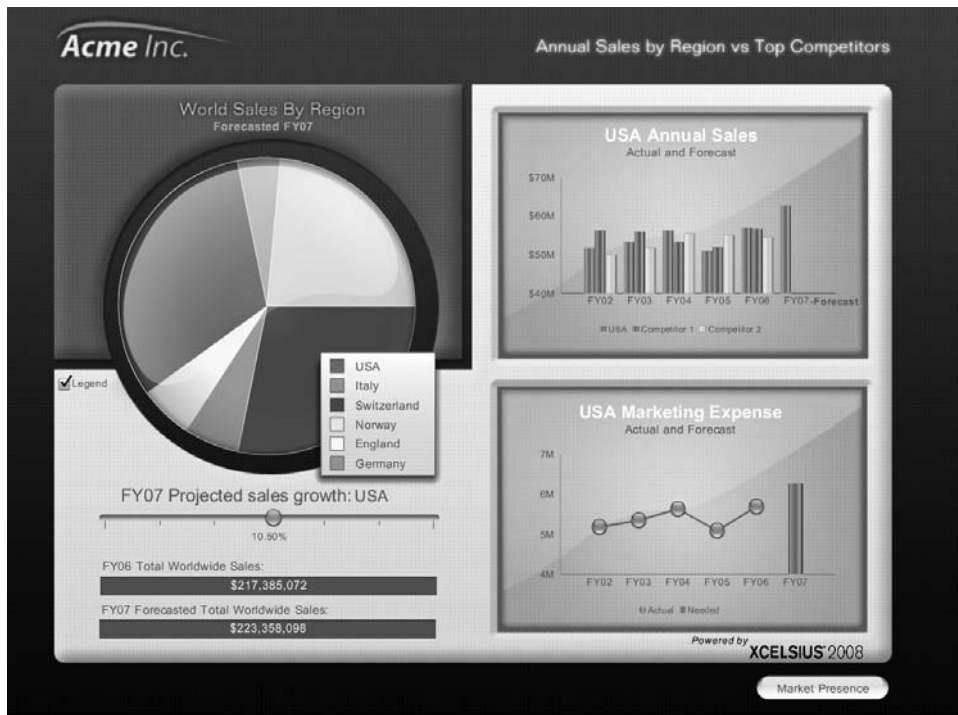 Acme Inc.
Annual Sales by Region vs Top Competitors
World Sales By Region
Forecasted FY07
Legend
USA
Italy
Switzerland
Norway
England
Germany
FY07 Projected sales growth: USA
10.50%
FY06 Total Worldwide Sales:
$217,385,072
FY07 Forecasted Total Worldwide Sales:
$223,358,098
USA Annual Sales
Actual and Forecast
$70M
$60M
$50M
$40M
FY02 FY03 FY04 FY05 FY06 FY07-Forecast
USA Competitor 1 Competitor 2
USA Marketing Expense
Actual and Forecast
7M
6M
5M
4M
FY02 FY03 FY04 FY05 FY06 FY07
Actual Needed
Powered by
XCELSIUS 2008
Market Presence